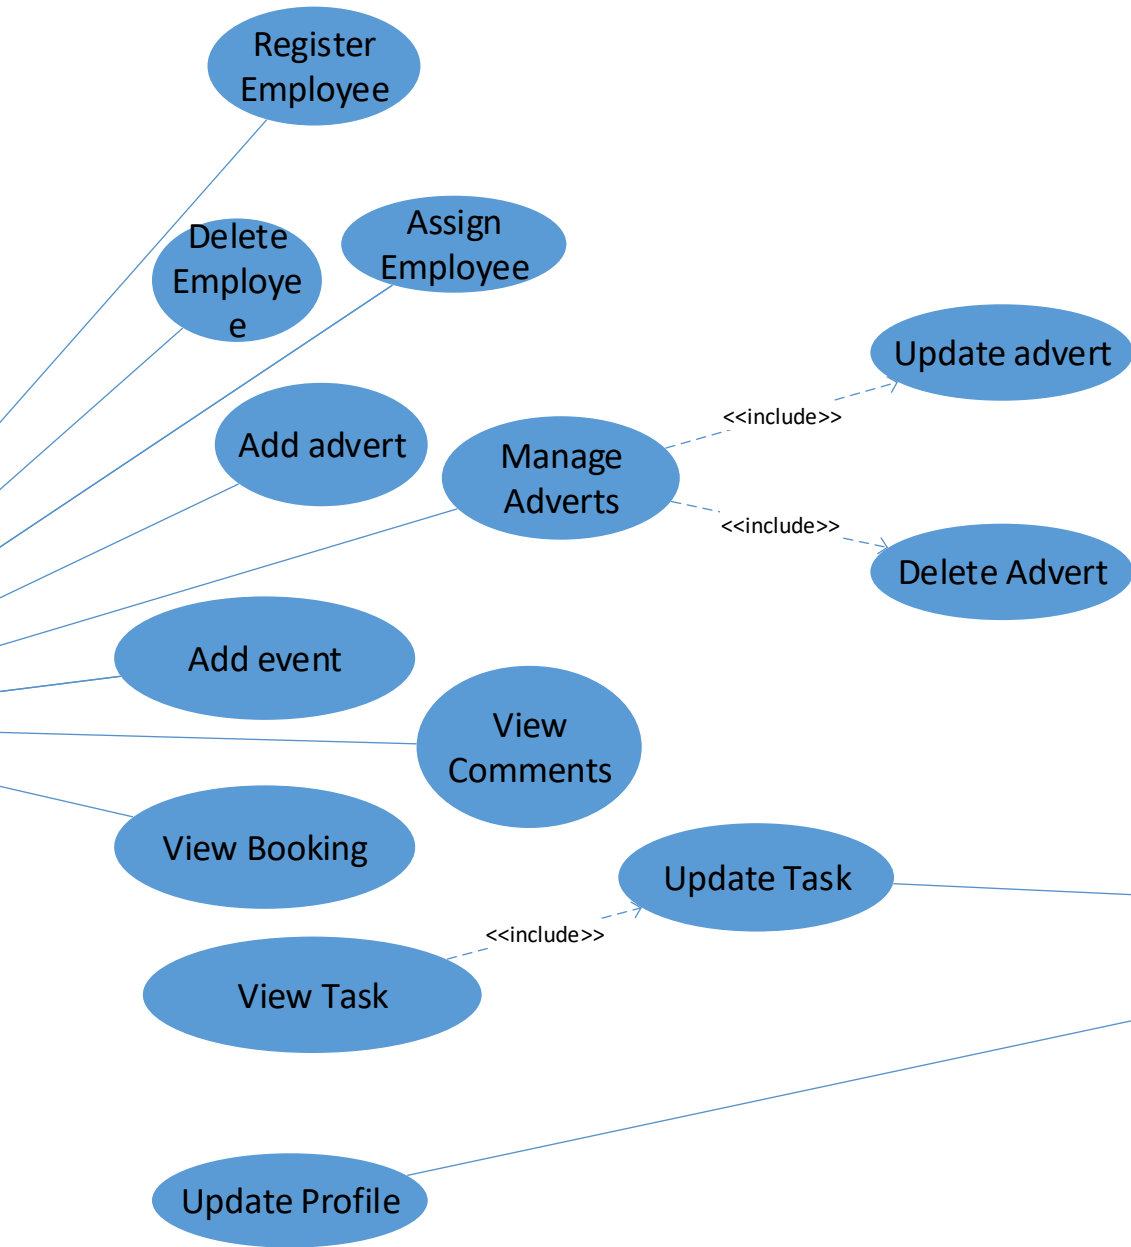 Register
Employee
Delete
Employe
e
Assign
Employee
Update advert
<<include>>
Add advert
Manage
Adverts
<<include>>
Delete Advert
Add event
View
Comments
View Booking
Update Task
<<include>>
View Task
Update Profile